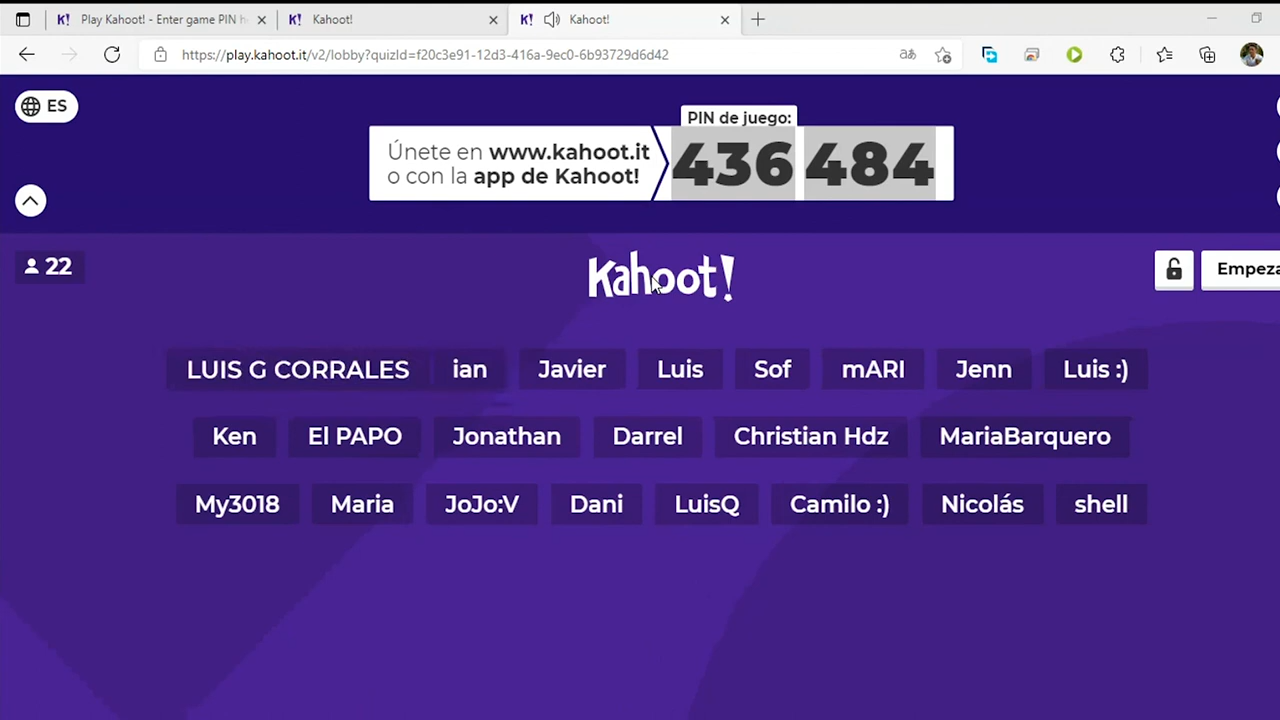 Play Kahoot! - Enter game PIN h
Kahoot!
Kahoot!
https://play.kahoot.it/v2/lobby?quizId=f20c3e91-12d3-416a-9ec0-6b93729d6d42
ES
PIN de juego:
Únete en www.kahoot.it
o con la app de Kahoot!
436 484
22
Kahoot!
Empeza
LUIS G CORRALES ian Javier Luis Sof mARI Jenn Luis :)
Ken El PAPO Jonathan Darrel Christian Hdz MariaBarquero
My3018 Maria JoJo:V Dani LuisQ Camilo :) Nicolás shell